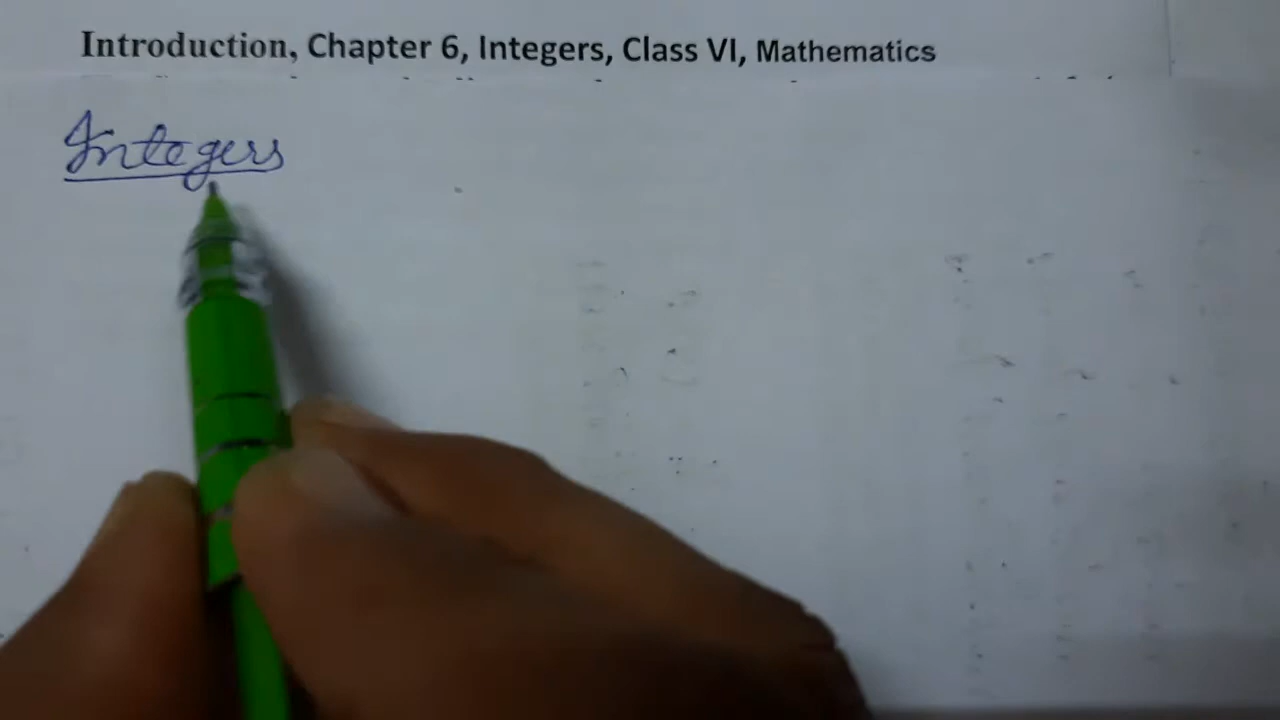 Introduction, Chapter 6, Integers, Class VI, Mathematics
Integers